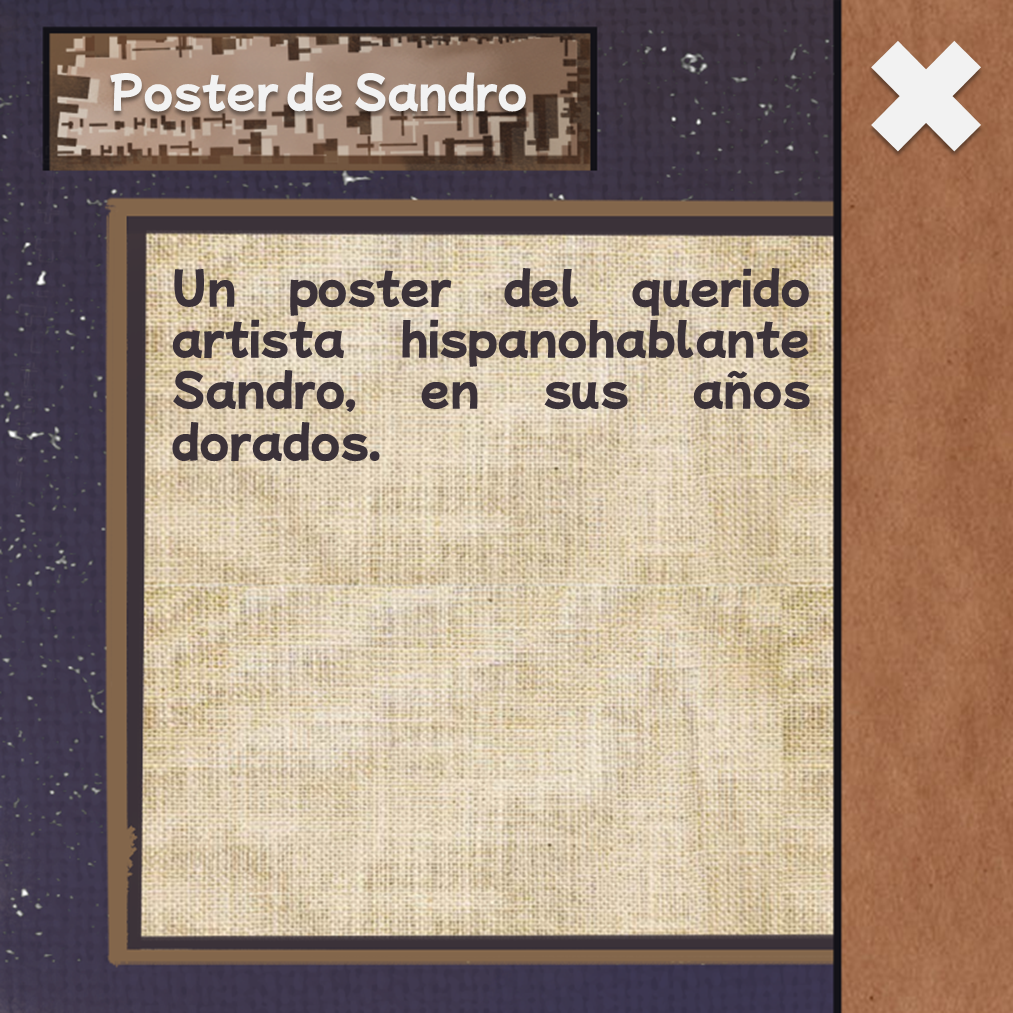 Poster de Sandro
Un poster del querido
artista hispanohablante
Sandro, en sus años
dorados.